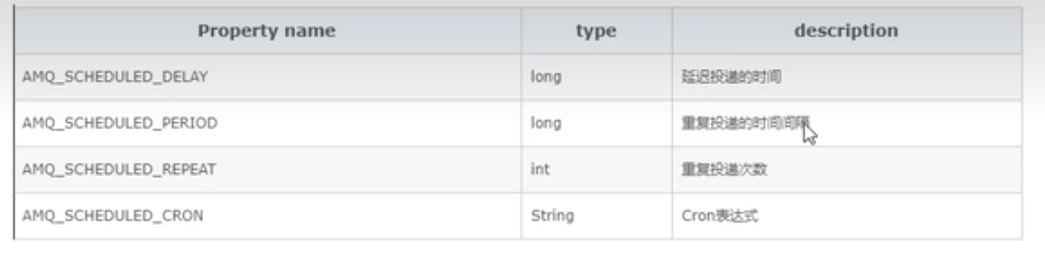 Property name type description
AMQ_SCHEDULED_DELAY long 延迟投递的时间
AMQ_SCHEDULED_PERIOD long 重复投递的时间间隔
AMQ_SCHEDULED_REPEAT int 重复投递次数
AMQ_SCHEDULED_CRON String Cron表达式